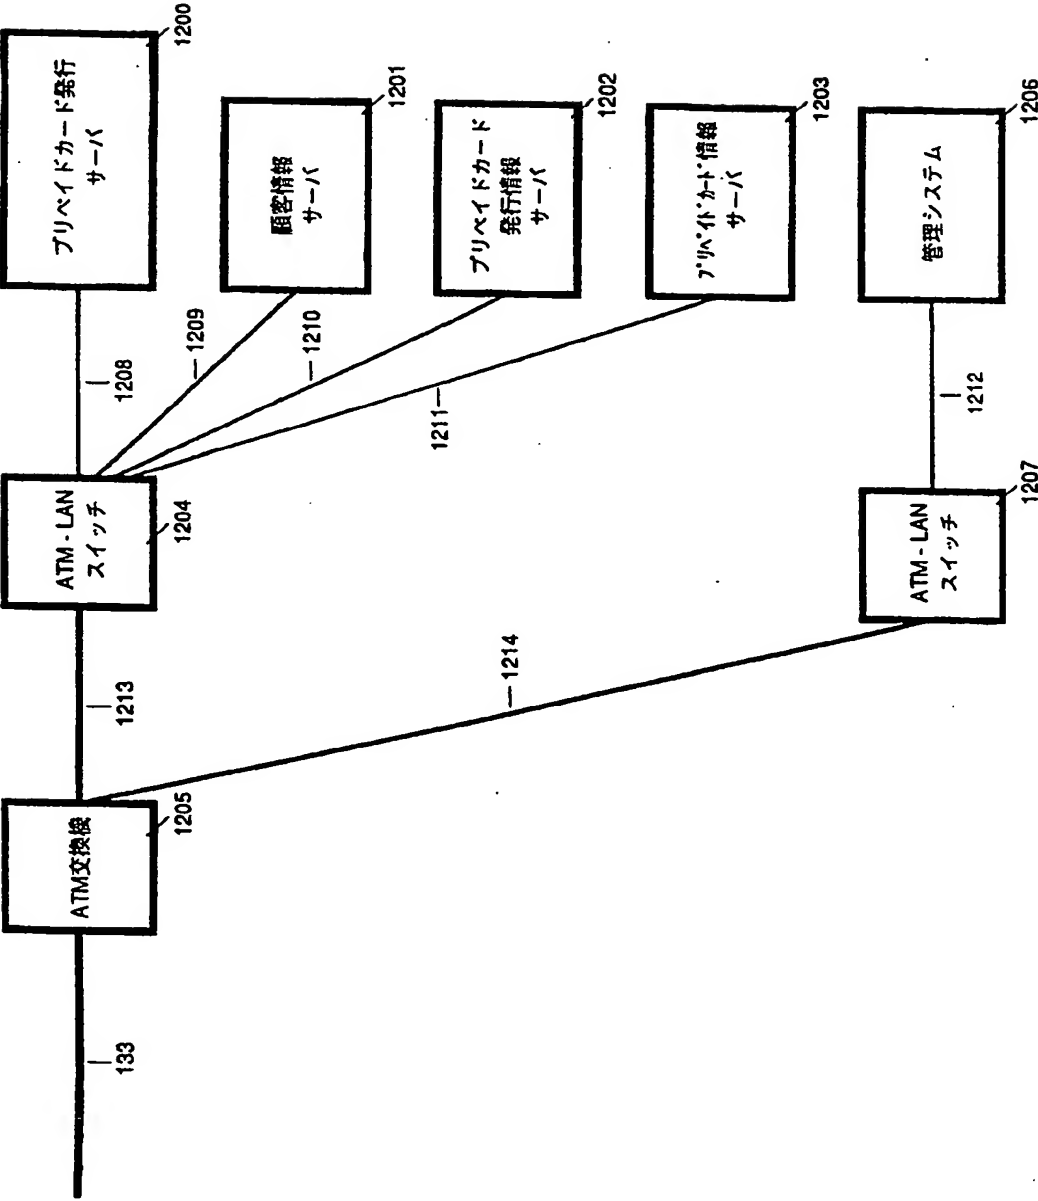 プリペイドカード発行
サーバ
1200
顧客情報
サーバ
1201
プリペイドカード
発行情報
サーバ
1202
プリペイドカード情報
サーバ
1203
管理システム
1206
1208
1209
1210
1211
1212
ATM-LAN
スイッチ
1204
ATM-LAN
スイッチ
1207
1213
1214
ATM交換機
1205
133